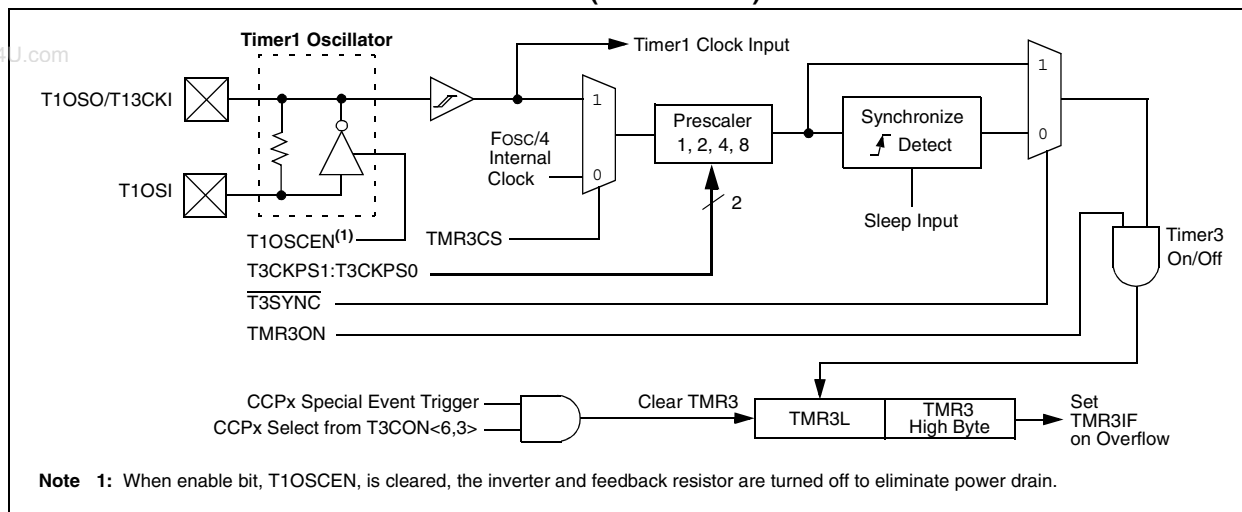 4U.com
Timer1 Oscillator
Timer1 Clock Input
T1OSO/T13CKI
T1OSI
1
FOSC/4
Internal
Clock
0
Prescaler
1, 2, 4, 8
Synchronize
Detect
1
0
2
Sleep Input
T1OSCEN(1)
TMR3CS
T3CKPS1:T3CKPS0
T3SYNC
TMR3ON
Timer3
On/Off
CCPx Special Event Trigger
CCPx Select from T3CON<6,3>
Clear TMR3
TMR3L
TMR3
High Byte
Set
TMR3IF
on Overflow
Note 1: When enable bit, T1OSCEN, is cleared, the inverter and feedback resistor are turned off to eliminate power drain.